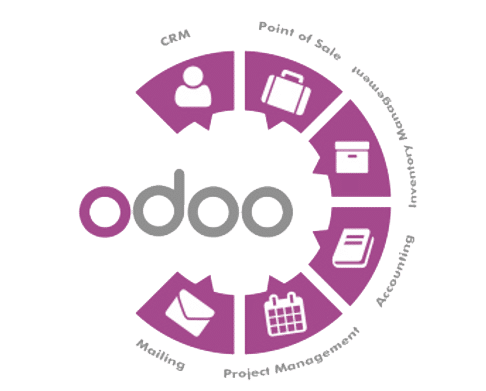 CRM
Point of Sale
Inventory Management
odoo
Accounting
Project Management
Mailing